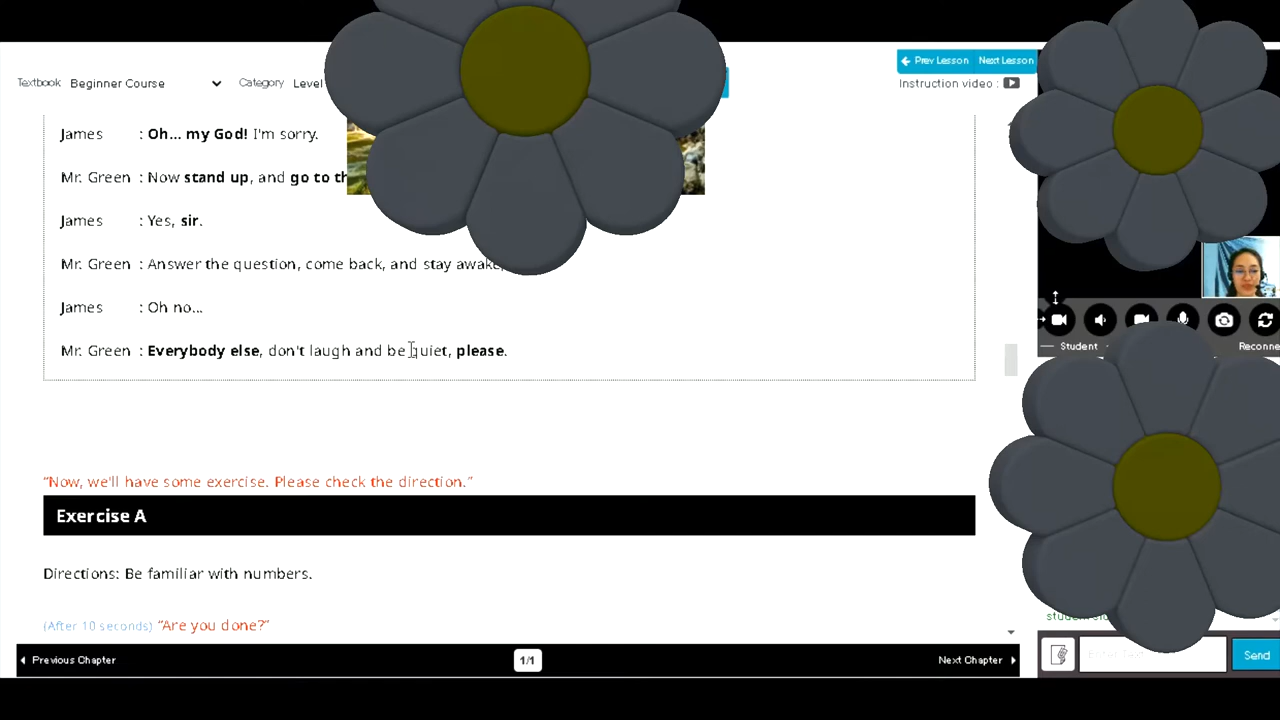 Prev Lesson Next Lesson
Textbook Beginner Course Category Level
Instruction video :
James : Oh... my God! I'm sorry.
Mr. Green : Now stand up, and go to
James : Yes, sir.
Mr. Green : Answer the question, come back, and stay awake,
James : Oh no...
Mr. Green : Everybody else, don't laugh and be quiet, please.
Student Reconne
“Now, we'll have some exercise. Please check the direction.”
Exercise A
Directions: Be familiar with numbers.
(After 10 seconds) “Are you done?”
Previous Chapter 1/1 Next Chapter
Enter Text Send